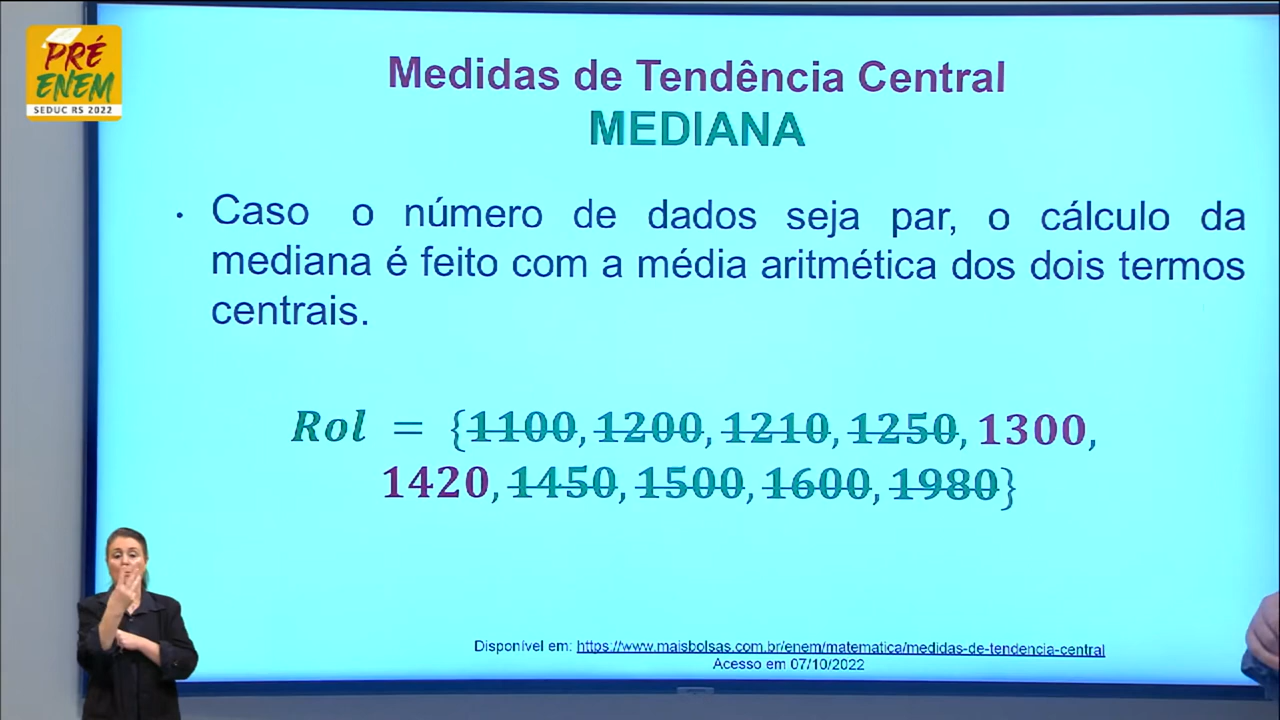 PRÉ
ENEM
SEDUC RS 2022
Medidas de Tendência Central
MEDIANA
• Caso o número de dados seja par, o cálculo da
mediana é feito com a média aritmética dos dois termos
centrais.
Rol = {1100, 1200, 1210, 1250, 1300,
1420, 1450, 1500, 1600, 1980}
Disponível em: https://www.maisbolsas.com.br/enem/matematica/medidas-de-tendencia-central
Acesso em 07/10/2022